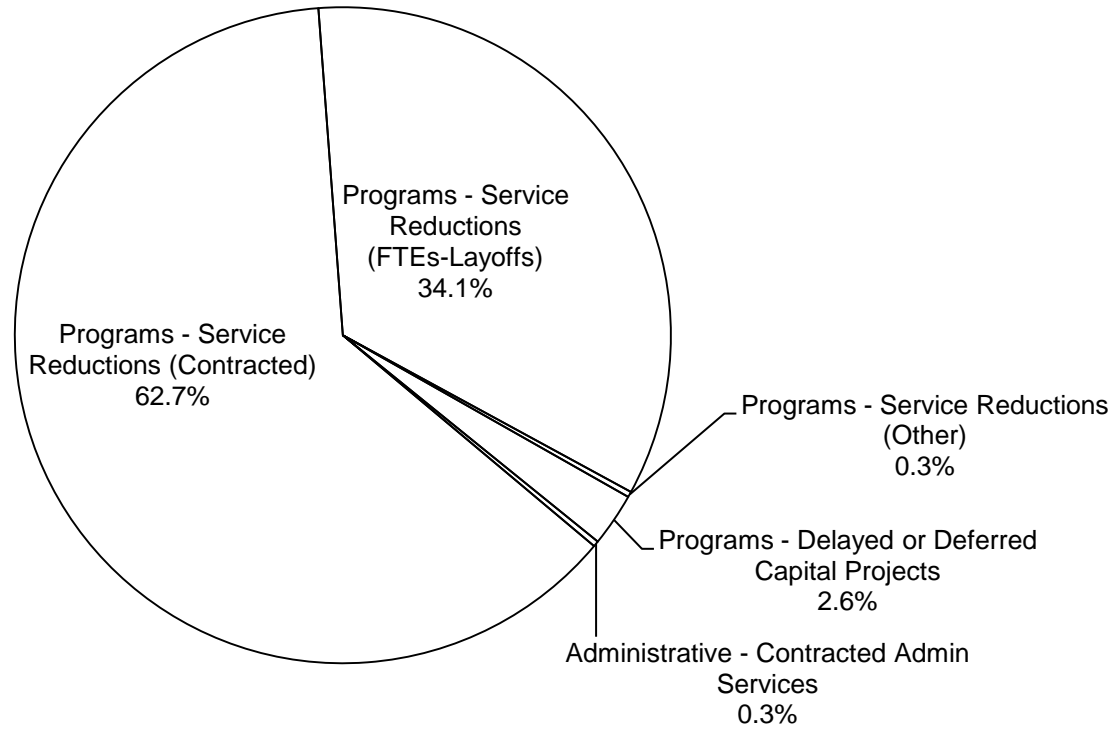 Programs - Service
Reductions
(FTEs-Layoffs)
34.1%
Programs - Service
Reductions (Contracted)
62.7%
Programs - Service Reductions
(Other)
0.3%
Programs - Delayed or Deferred
Capital Projects
2.6%
Administrative - Contracted Admin
Services
0.3%